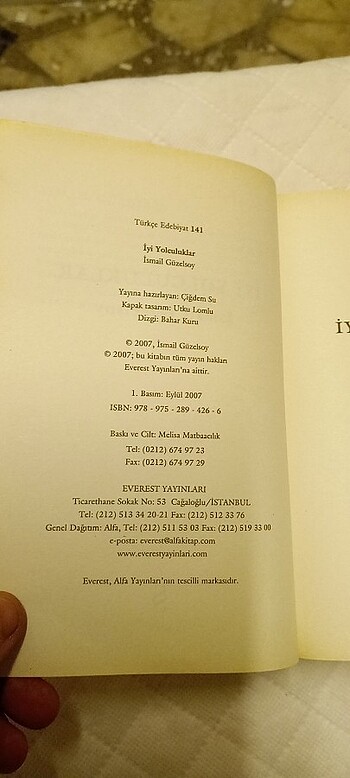 Türkçe Edebiyat 141
İyi Yolculuklar
İsmail Güzelsoy
Yayına hazırlayan: Çiğdem Su
Kapak tasarım: Utku Lomlu
Dizgi: Bahar Kuru
© 2007, İsmail Güzelsoy
© 2007; bu kitabın tüm yayın hakları
Everest Yayınları'na aittir.
1. Basım: Eylül 2007
ISBN: 978 - 975 - 289 - 426 - 6
Baskı ve Cilt: Melisa Matbaacılık
Tel: (0212) 674 97 23
Fax: (0212) 674 97 29
EVEREST YAYINLARI
Ticarethane Sokak No: 53 Cağaloğlu/İSTANBUL
Tel: (212) 513 34 20-21 Fax: (212) 512 33 76
Genel Dağıtım: Alfa, Tel: (212) 511 53 03 Fax: (212) 519 33 00
e-posta: everest@alfakitap.com
www.everestyayinlari.com
Everest, Alfa Yayınları'nın tescilli markasıdır.
İY